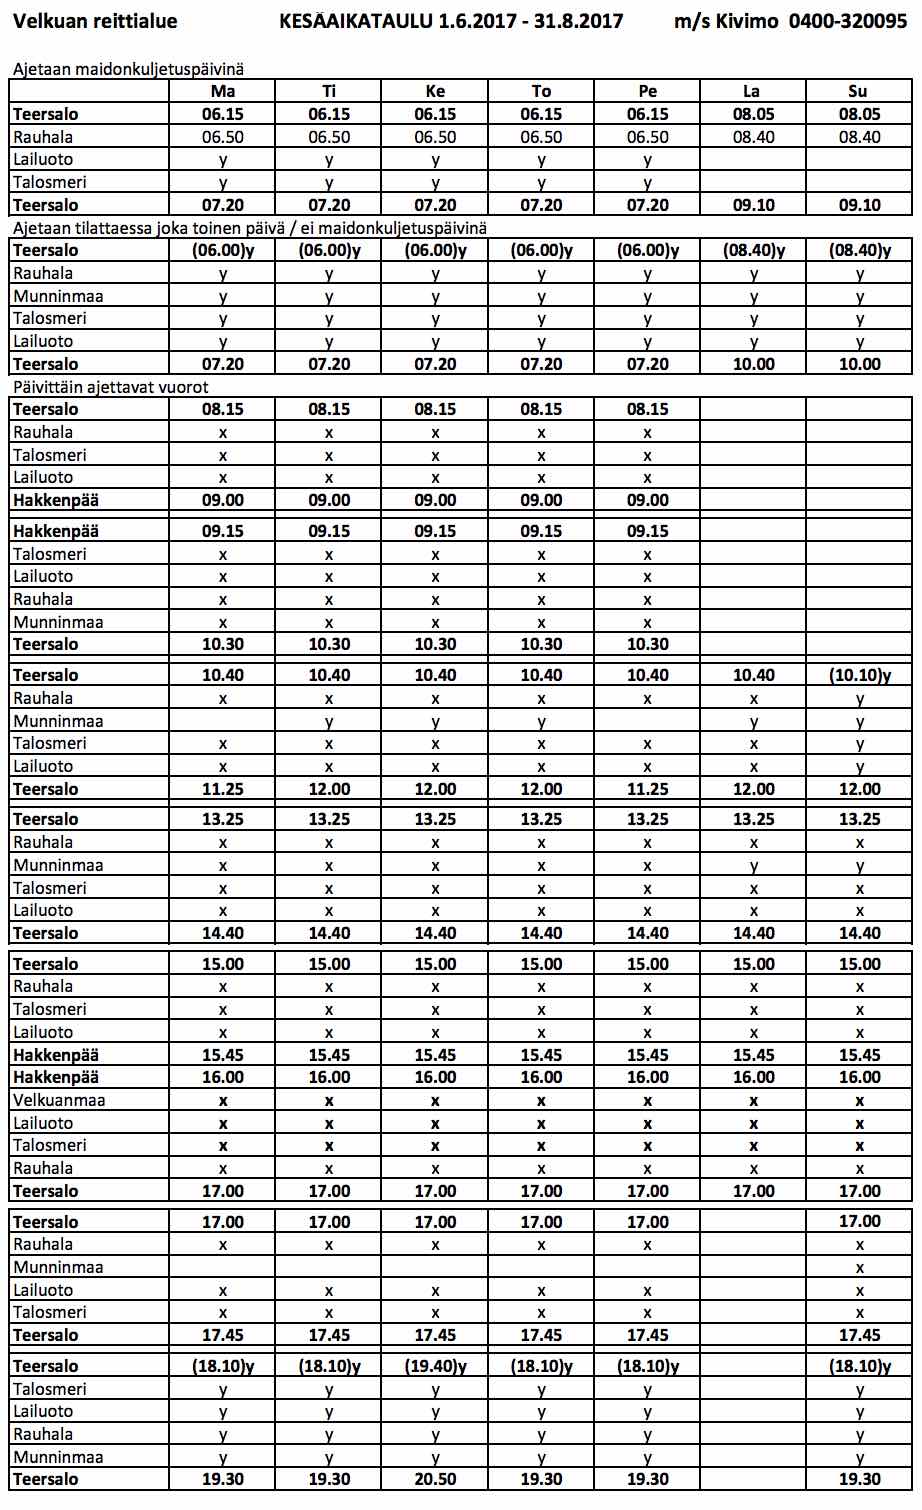 Velkuan reittialue KESÄAIKATAULU 1.6.2017 - 31.8.2017 m/s Kivimo 0400-320095
Ajetaan maidonkuljetuspäivinä
Ma Ti Ke To Pe La Su
Teersalo 06.15 06.15 06.15 06.15 06.15 08.05 08.05
Rauhala 06.50 06.50 06.50 06.50 06.50 08.40 08.40
Lailuoto y y y y y
Talosmeri y y y y y
Teersalo 07.20 07.20 07.20 07.20 07.20 09.10 09.10
Ajetaan tilattaessa joka toinen päivä / ei maidonkuljetuspäivinä
Teersalo (06.00)y (06.00)y (06.00)y (06.00)y (06.00)y (08.40)y (08.40)y
Rauhala y y y y y y y
Munninmaa y y y y y y y
Talosmeri y y y y y y y
Lailuoto y y y y y y y
Teersalo 07.20 07.20 07.20 07.20 07.20 10.00 10.00
Päivittäin ajettavat vuorot
Teersalo 08.15 08.15 08.15 08.15 08.15
Rauhala x x x x x
Talosmeri x x x x x
Lailuoto x x x x x
Hakkenpää 09.00 09.00 09.00 09.00 09.00
Hakkenpää 09.15 09.15 09.15 09.15 09.15
Talosmeri x x x x x
Lailuoto x x x x x
Rauhala x x x x x
Munninmaa x x x x x
Teersalo 10.30 10.30 10.30 10.30 10.30
Teersalo 10.40 10.40 10.40 10.40 10.40 10.40 (10.10)y
Rauhala x x x x x x y
Munninmaa y y y y y
Talosmeri x x x x x x y
Lailuoto x x x x x x y
Teersalo 11.25 12.00 12.00 12.00 11.25 12.00 12.00
Teersalo 13.25 13.25 13.25 13.25 13.25 13.25 13.25
Rauhala x x x x x x x
Munninmaa x x x x x y y
Talosmeri x x x x x x x
Lailuoto x x x x x x x
Teersalo 14.40 14.40 14.40 14.40 14.40 14.40 14.40
Teersalo 15.00 15.00 15.00 15.00 15.00 15.00 15.00
Rauhala x x x x x x x
Talosmeri x x x x x x x
Lailuoto x x x x x x x
Hakkenpää 15.45 15.45 15.45 15.45 15.45 15.45 15.45
Hakkenpää 16.00 16.00 16.00 16.00 16.00 16.00 16.00
Velkuanmaa x x x x x x x
Lailuoto x x x x x x x
Talosmeri x x x x x x x
Rauhala x x x x x x x
Teersalo 17.00 17.00 17.00 17.00 17.00 17.00 17.00
Teersalo 17.00 17.00 17.00 17.00 17.00 17.00
Rauhala x x x x x x
Munninmaa x
Lailuoto x x x x x x
Talosmeri x x x x x x
Teersalo 17.45 17.45 17.45 17.45 17.45 17.45
Teersalo (18.10)y (18.10)y (19.40)y (18.10)y (18.10)y (18.10)y
Talosmeri y y y y y y
Lailuoto y y y y y y
Rauhala y y y y y y
Munninmaa y y y y y y
Teersalo 19.30 19.30 20.50 19.30 19.30 19.30